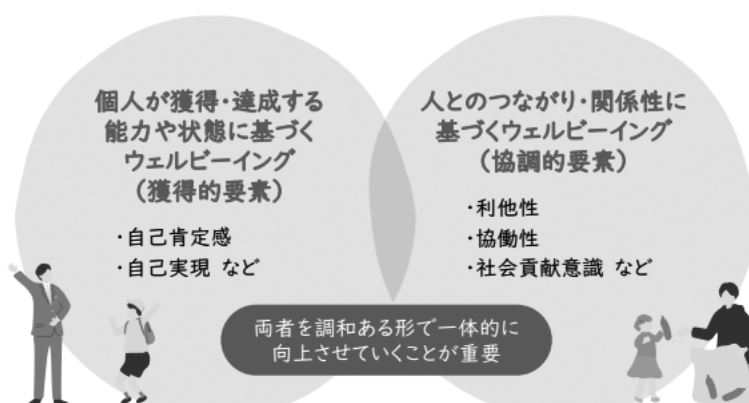 個人が獲得・達成する
能力や状態に基づく
ウェルビーイング
（獲得的要素）
・自己肯定感
・自己実現 など
人とのつながり・関係性に
基づくウェルビーイング
（協調的要素）
・利他性
・協働性
・社会貢献意識 など
両者を調和ある形で一体的に
向上させていくことが重要